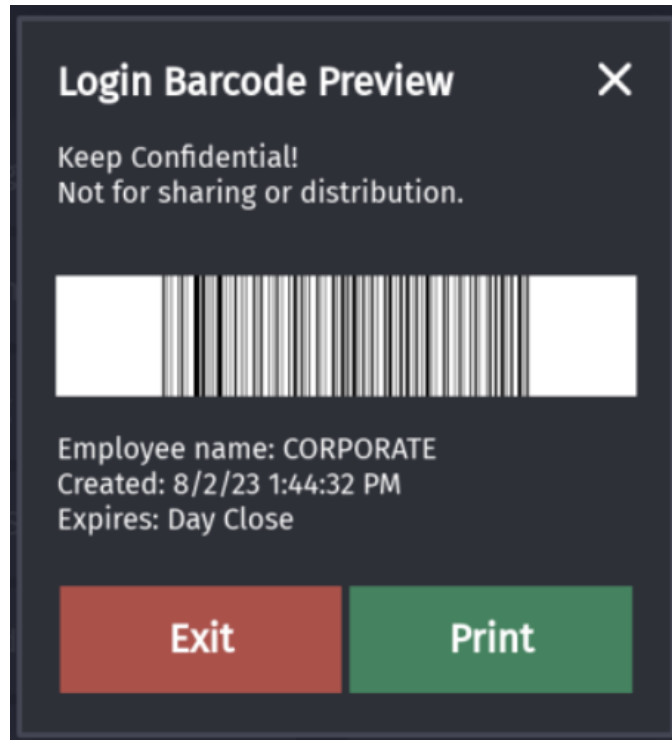 Login Barcode Preview
Keep Confidential!
Not for sharing or distribution.
Employee name: CORPORATE
Created: 8/2/23 1:44:32 PM
Expires: Day Close
Exit
Print